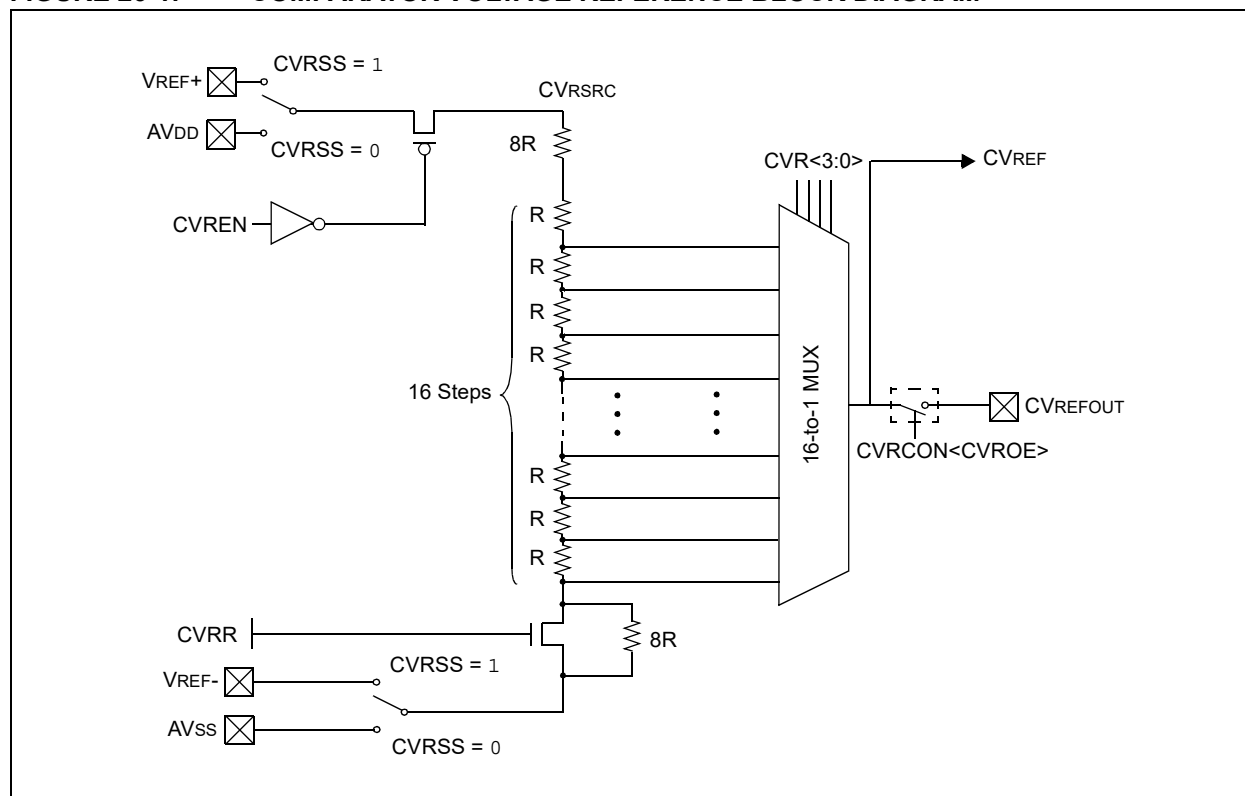 VREF+
CVRSS = 1
AVDD
CVRSS = 0
CVRSRC
8R
CVREN
CVR<3:0>
CVREF
R
R
R
R
16 Steps
16-to-1 MUX
CVREFOUT
CVRCON<CVROE>
R
R
R
CVRR
8R
VREF-
CVRSS = 1
AVSS
CVRSS = 0